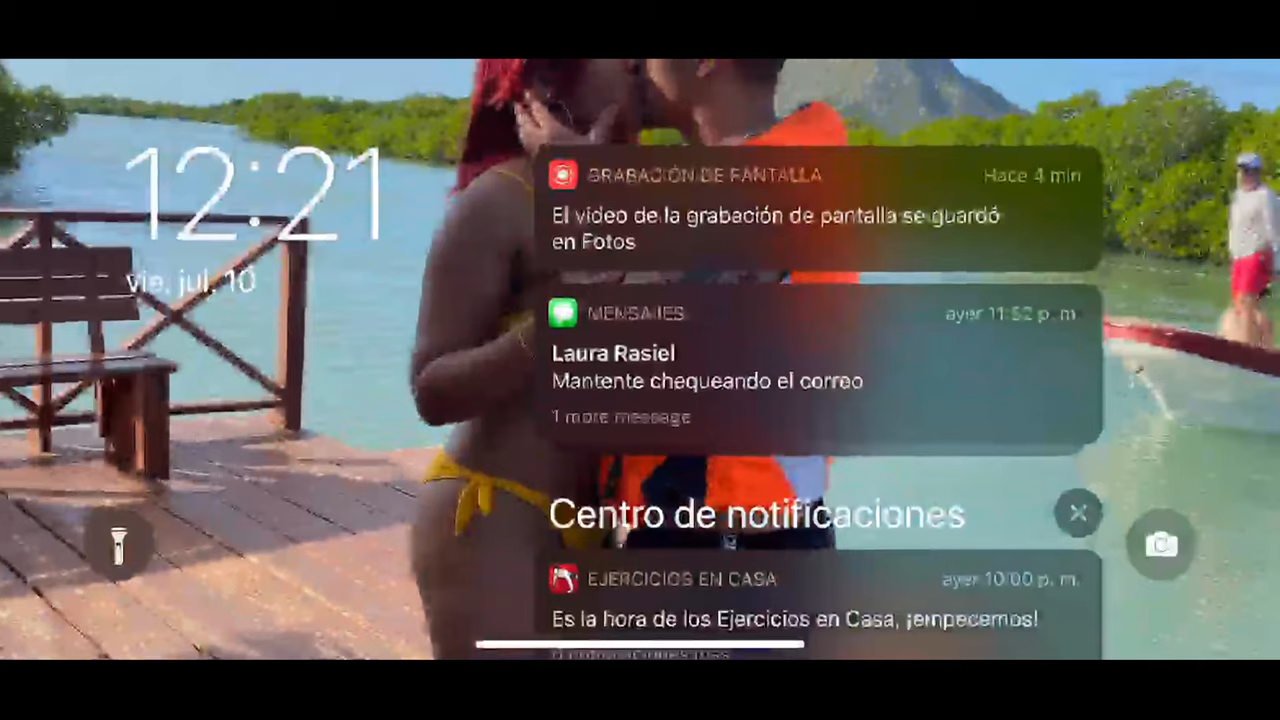 12:21
vie, jul. 10
GRABACIÓN DE PANTALLA
Hace 4 min
El video de la grabación de pantalla se guardó
en Fotos
MENSAJES
ayer 11:52 p. m.
Laura Rasiel
Mantente chequeando el correo
1 more message
Centro de notificaciones
EJERCICIOS EN CASA
ayer 10:00 p. m.
Es la hora de los Ejercicios en Casa, ¡empecemos!